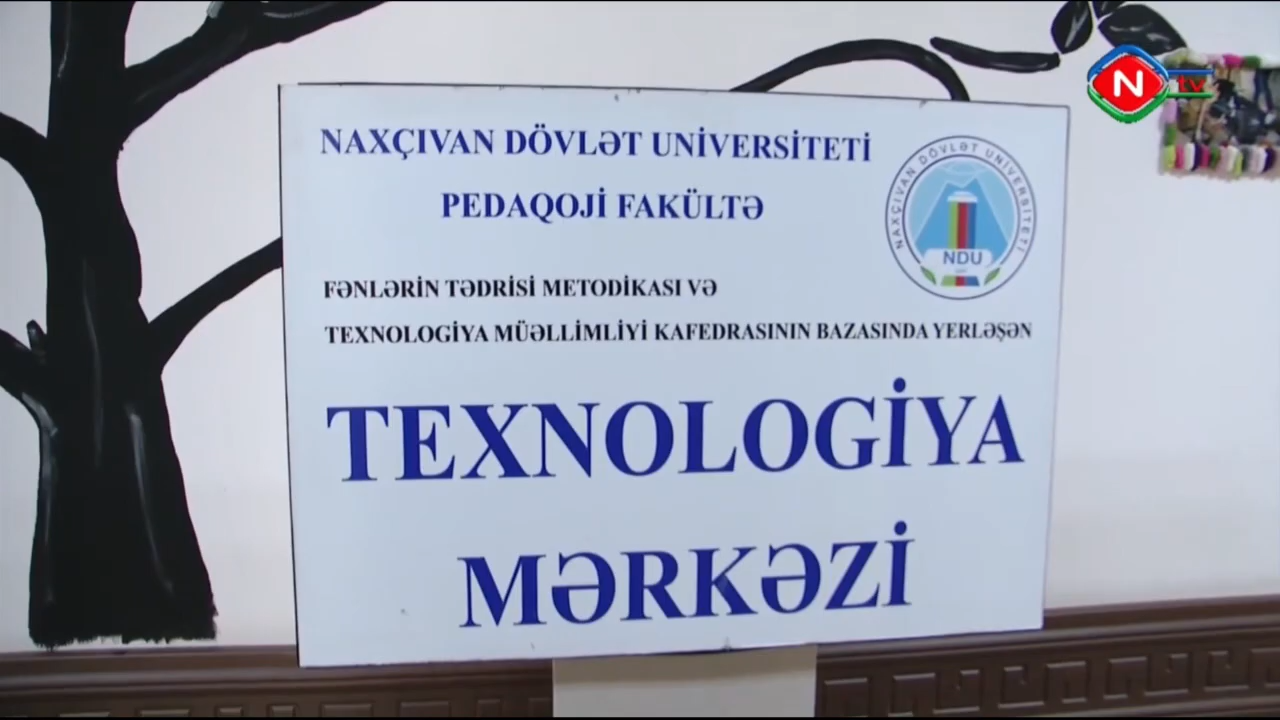 NAXÇIVAN DÖVLƏT UNİVERSİTETİ
PEDAQOJİ FAKÜLTƏ
FƏNLƏRİN TƏDRİSİ METODİKASI VƏ
TEXNOLOGİYA MÜƏLLİMLİYİ KAFEDRASININ BAZASINDA YERLƏŞƏN
TEXNOLOGİYA
MƏRKƏZİ
NAXÇIVAN DÖVLƏT UNİVERSİTETİ
NDU
N tv